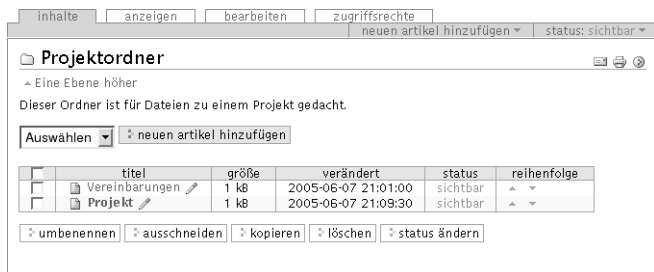 inhalte anzeigen bearbeiten zugriffsrechte
neuen artikel hinzufügen status: sichtbar
Projektordner
Eine Ebene höher
Dieser Ordner ist für Dateien zu einem Projekt gedacht.
Auswählen neuen artikel hinzufügen
titel größe verändert status reihenfolge
Vereinbarungen 1 kB 2005-06-07 21:01:00 sichtbar
Projekt 1 kB 2005-06-07 21:09:30 sichtbar
umbenennen ausschneiden kopieren löschen status ändern